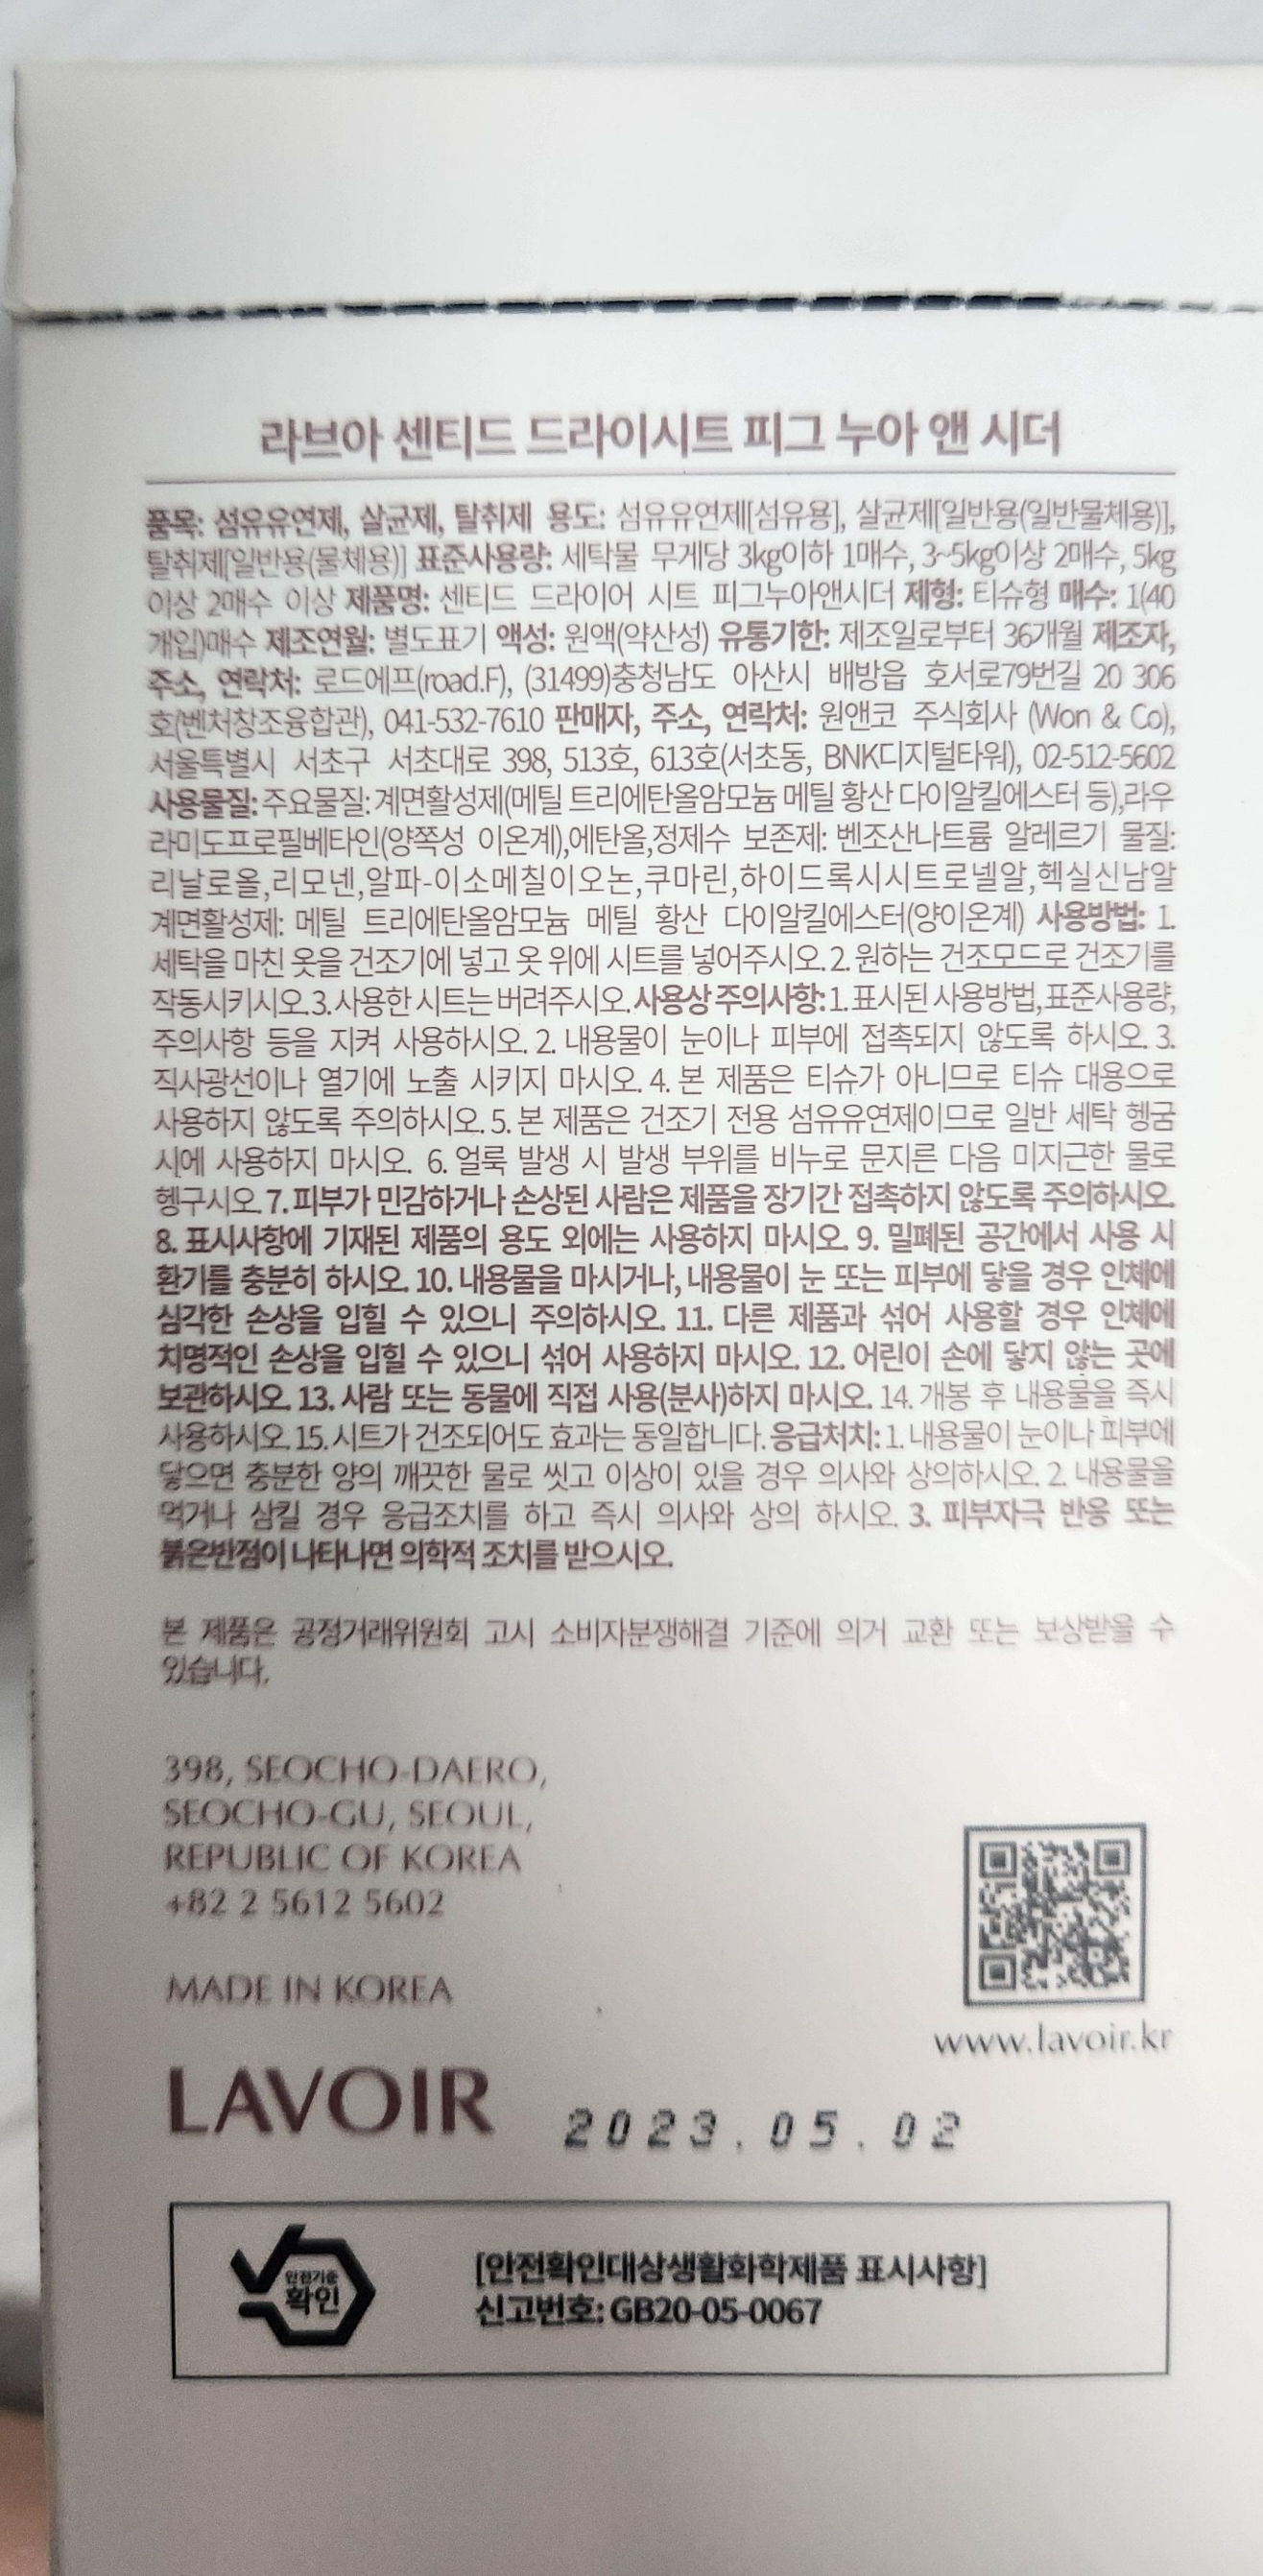 라브아 센티드 드라이시트 피그 누아 앤 시더
품목: 섬유유연제, 살균제, 탈취제 용도: 섬유유연제[섬유용], 살균제[일반용(일반물체용)],
탈취제[일반용(물체용)] 표준사용량: 세탁물 무게당 3kg이하 1매수, 3~5kg이상 2매수, 5kg
이상 2매수 이상 제품명: 센티드 드라이어 시트 피그누아앤시더 제형: 티슈형 매수: 1(40
개입)매수 제조연월: 별도표기 액성: 원액(약산성) 유통기한: 제조일로부터 36개월 제조자,
주소, 연락처: 로드에프(road.F), (31499)충청남도 아산시 배방읍 호서로79번길 20 306
호(벤처창조융합관), 041-532-7610 판매자, 주소, 연락처: 원앤코 주식회사 (Won & Co),
서울특별시 서초구 서초대로 398, 513호, 613호(서초동, BNK디지털타워), 02-512-5602
사용물질: 주요물질: 계면활성제(메틸 트리에탄올암모늄 메틸 황산 다이알킬에스터 등),라우
라미도프로필베타인(양쪽성 이온계),에탄올,정제수 보존제: 벤조산나트륨 알레르기 물질:
리날로올,리모넨,알파-이소메칠이오논,쿠마린,하이드록시시트로넬알,헥실신남알
계면활성제: 메틸 트리에탄올암모늄 메틸 황산 다이알킬에스터(양이온계) 사용방법: 1.
세탁을 마친 옷을 건조기에 넣고 옷 위에 시트를 넣어주시오. 2. 원하는 건조모드로 건조기를
작동시키시오. 3. 사용한 시트는 버려주시오. 사용상 주의사항: 1. 표시된 사용방법, 표준사용량,
주의사항 등을 지켜 사용하시오. 2. 내용물이 눈이나 피부에 접촉되지 않도록 하시오. 3.
직사광선이나 열기에 노출 시키지 마시오. 4. 본 제품은 티슈가 아니므로 티슈 대용으로
사용하지 않도록 주의하시오. 5. 본 제품은 건조기 전용 섬유유연제이므로 일반 세탁 헹굼
시에 사용하지 마시오. 6. 얼룩 발생 시 발생 부위를 비누로 문지른 다음 미지근한 물로
헹구시오. 7. 피부가 민감하거나 손상된 사람은 제품을 장기간 접촉하지 않도록 주의하시오.
8. 표시사항에 기재된 제품의 용도 외에는 사용하지 마시오. 9. 밀폐된 공간에서 사용 시
환기를 충분히 하시오. 10. 내용물을 마시거나, 내용물이 눈 또는 피부에 닿을 경우 인체에
심각한 손상을 입힐 수 있으니 주의하시오. 11. 다른 제품과 섞어 사용할 경우 인체에
치명적인 손상을 입힐 수 있으니 섞어 사용하지 마시오. 12. 어린이 손에 닿지 않는 곳에
보관하시오. 13. 사람 또는 동물에 직접 사용(분사)하지 마시오. 14. 개봉 후 내용물을 즉시
사용하시오. 15. 시트가 건조되어도 효과는 동일합니다. 응급처치: 1. 내용물이 눈이나 피부에
닿으면 충분한 양의 깨끗한 물로 씻고 이상이 있을 경우 의사와 상의하시오. 2. 내용물을
먹거나 삼킬 경우 응급조치를 하고 즉시 의사와 상의 하시오. 3. 피부자극 반응 또는
붉은반점이 나타나면 의학적 조치를 받으시오.
본 제품은 공정거래위원회 고시 소비자분쟁해결 기준에 의거 교환 또는 보상받을 수
있습니다.
398, SEOCHO-DAERO,
SEOCHO-GU, SEOUL,
REPUBLIC OF KOREA
+82 2 5612 5602
MADE IN KOREA
www.lavoir.kr
LAVOIR 2023.05.02
안전기준
확인
[안전확인대상생활화학제품 표시사항]
신고번호: GB20-05-0067